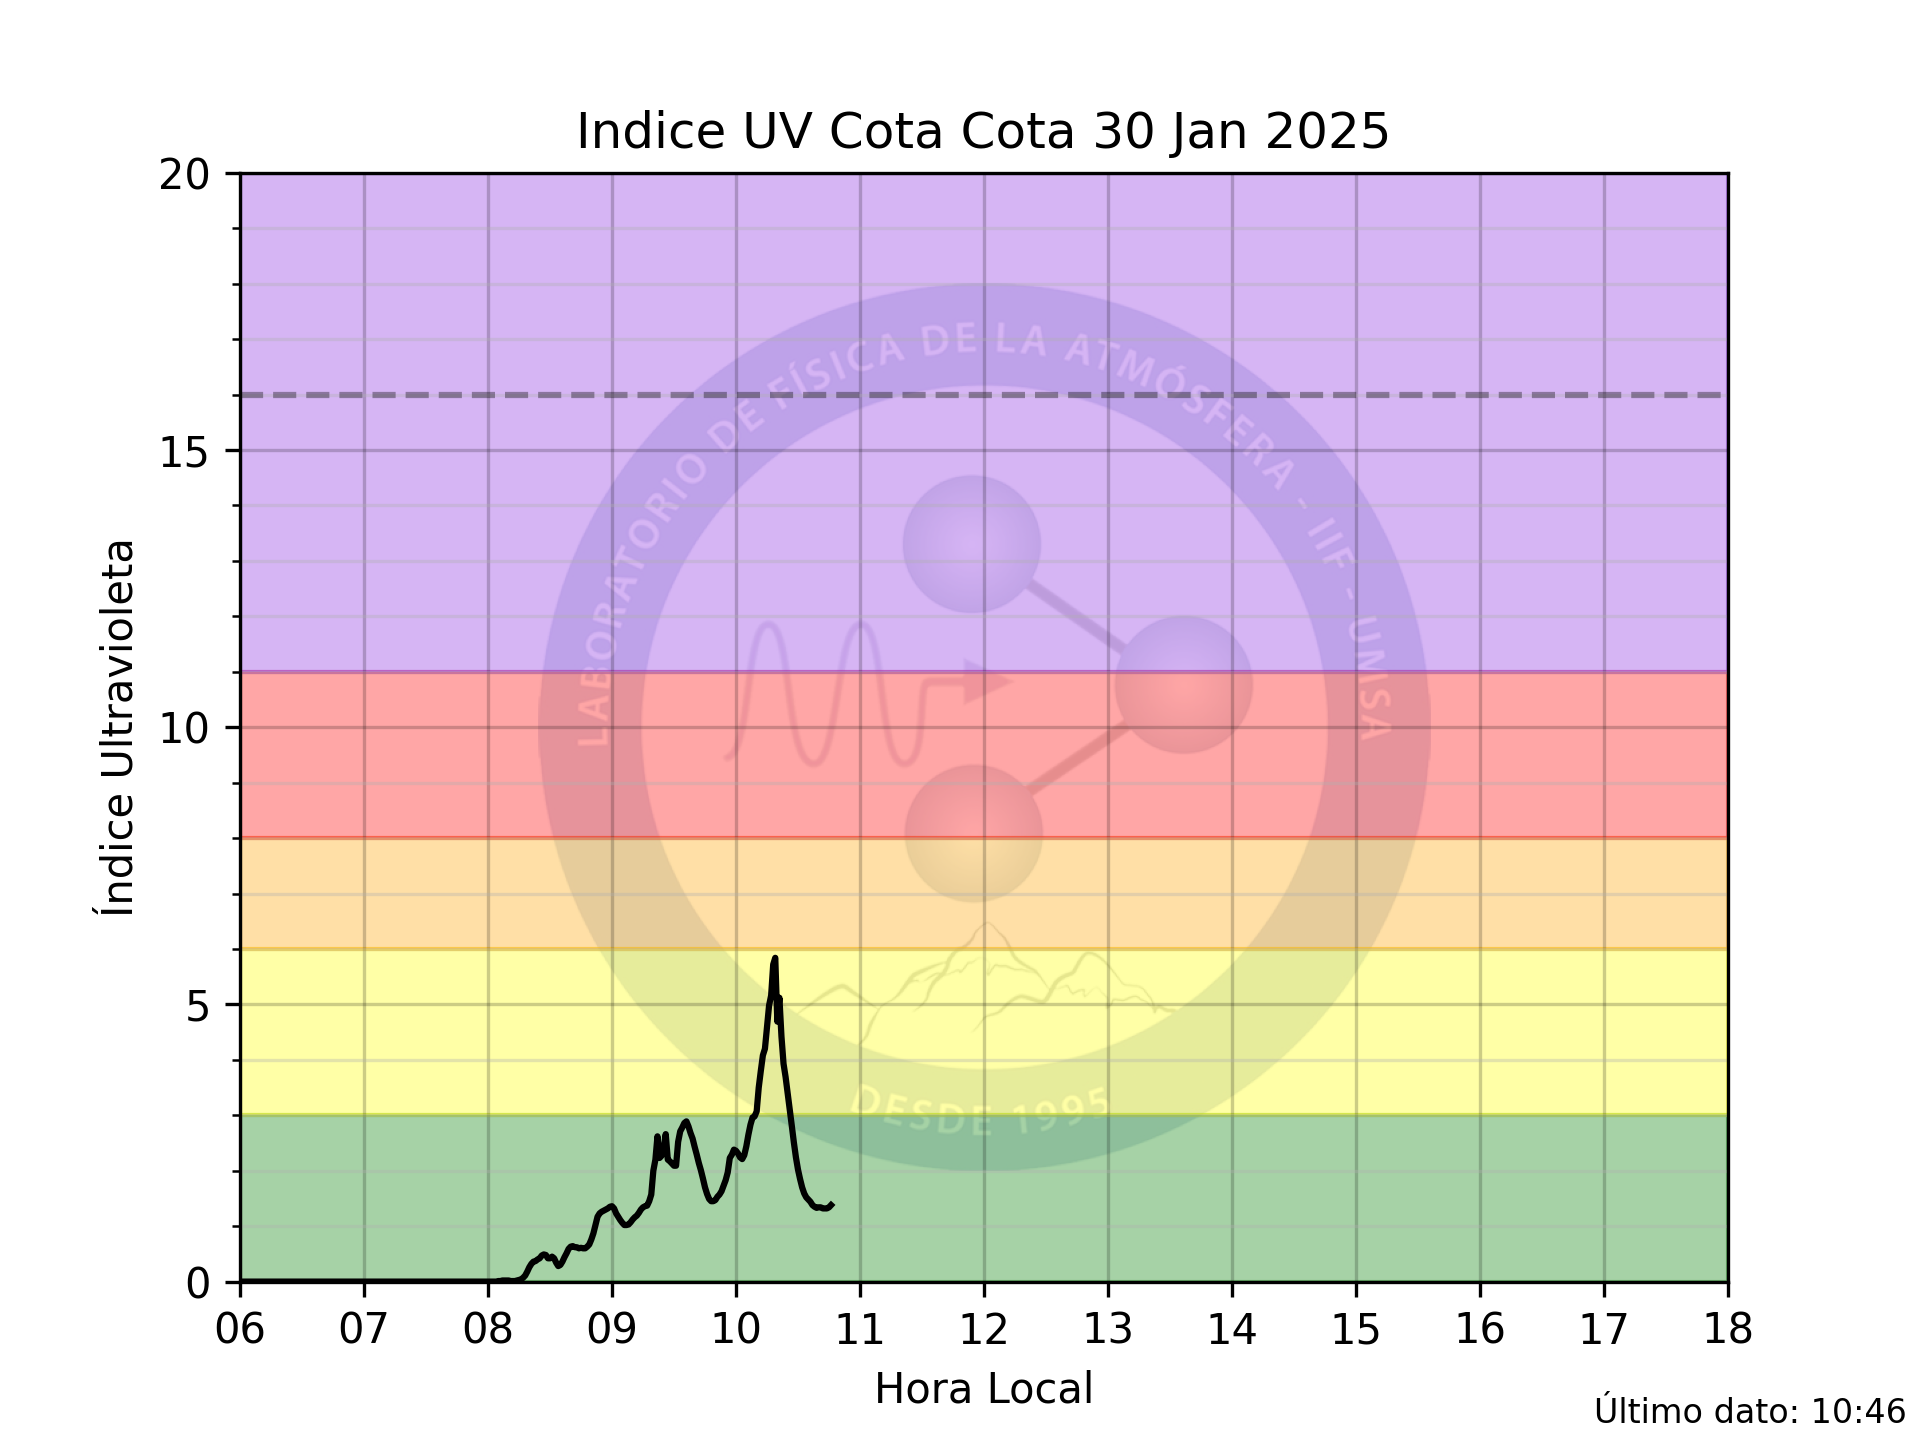 Indice UV Cota Cota 30 Jan 2025
20
15
10
5
0
Índice Ultravioleta
LABORATORIO DE FÍSICA DE LA ATMÓSFERA - IIF - UMSA
DESDE 1995
06 07 08 09 10 11 12 13 14 15 16 17 18
Hora Local
Último dato: 10:46